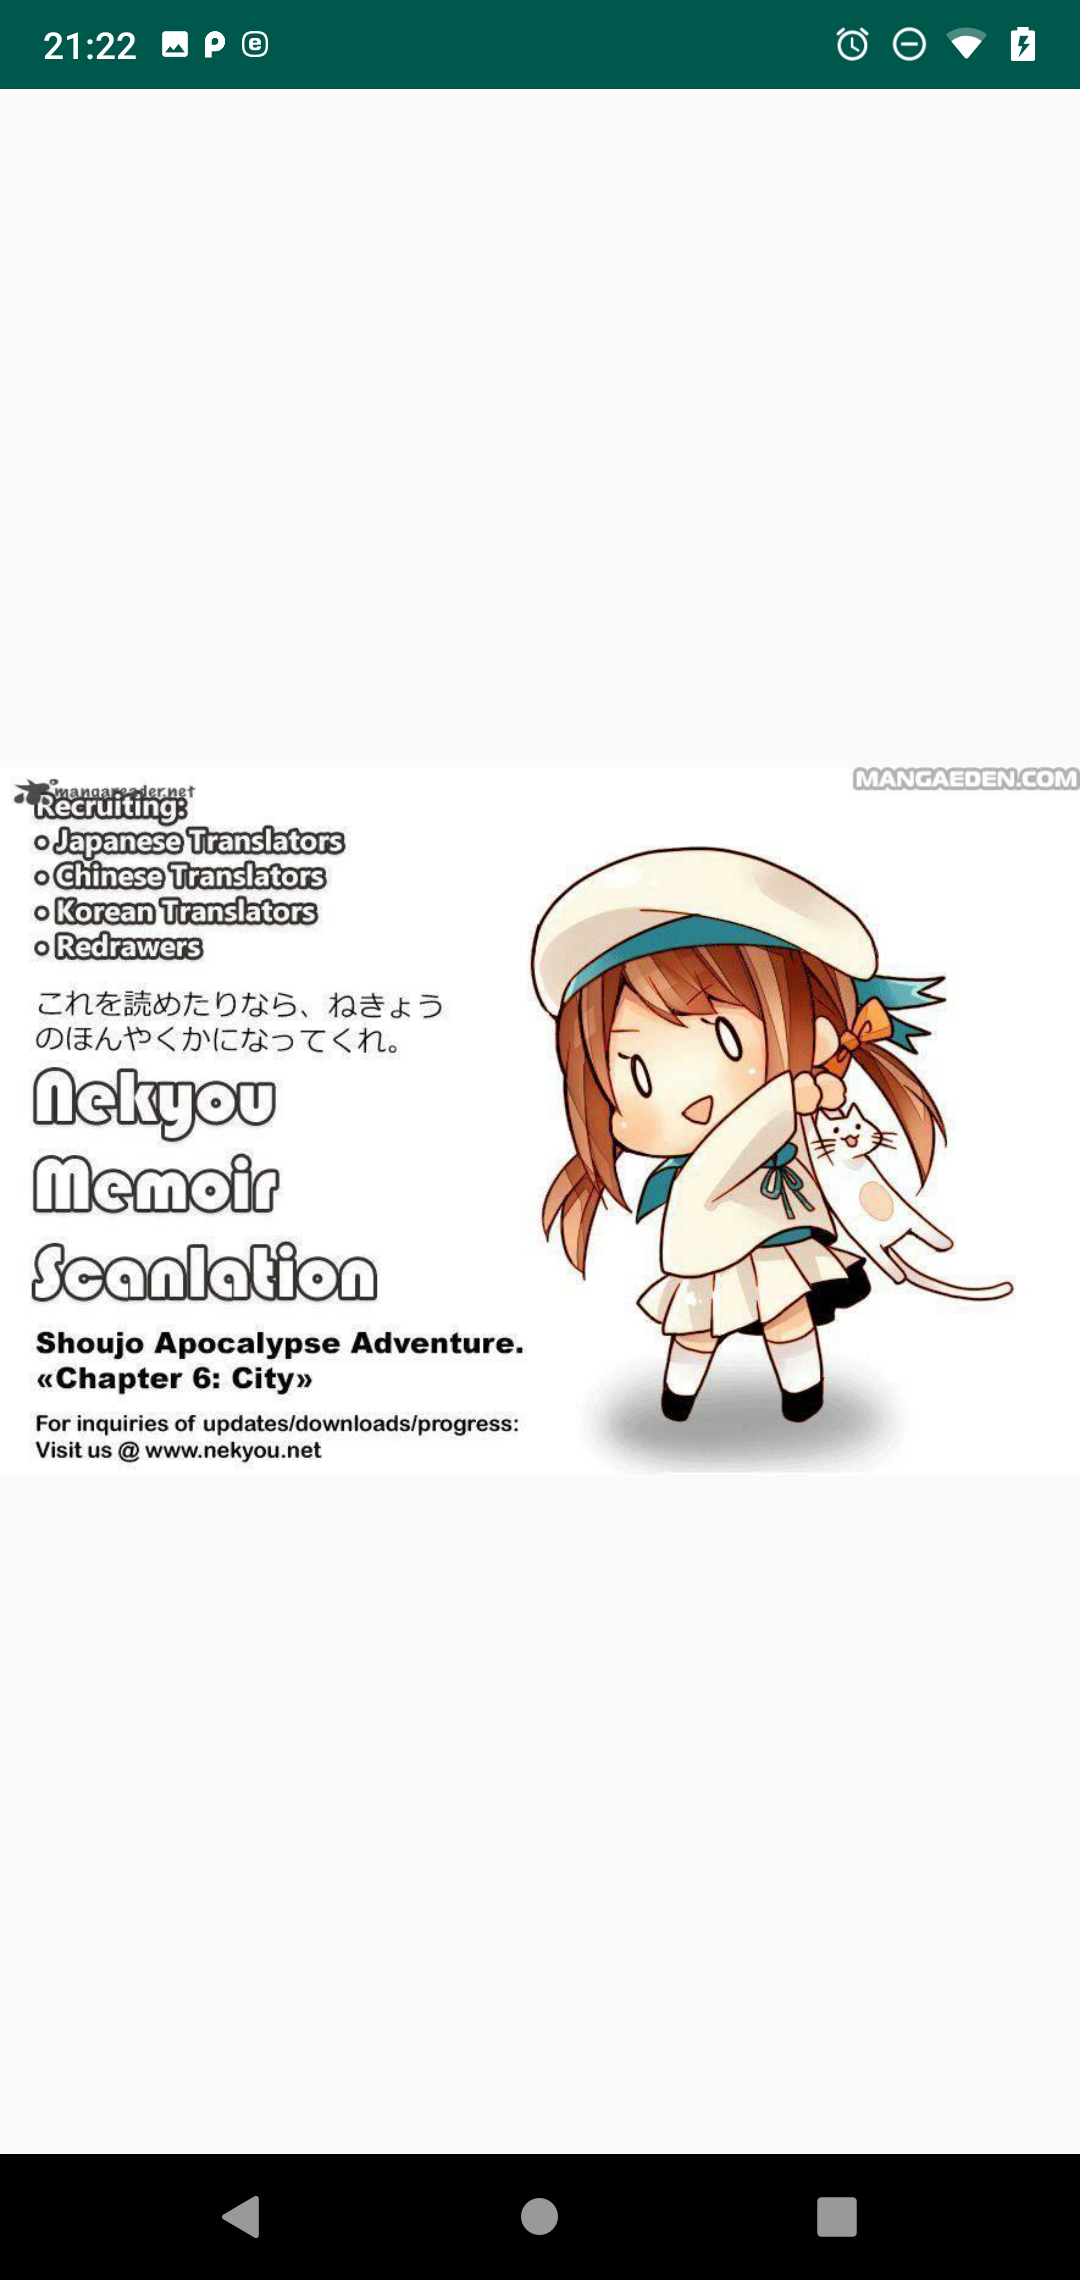 21:22
mangareader.net
MANGAEDEN.COM
Recruiting:
• Japanese Translators
• Chinese Translators
• Korean Translators
• Redrawers
これを読めたりなら、ねきょう
のほんやくかになってくれ。
Nekyou
Memoir
Scanlation
Shoujo Apocalypse Adventure.
«Chapter 6: City»
For inquiries of updates/downloads/progress:
Visit us @ www.nekyou.net